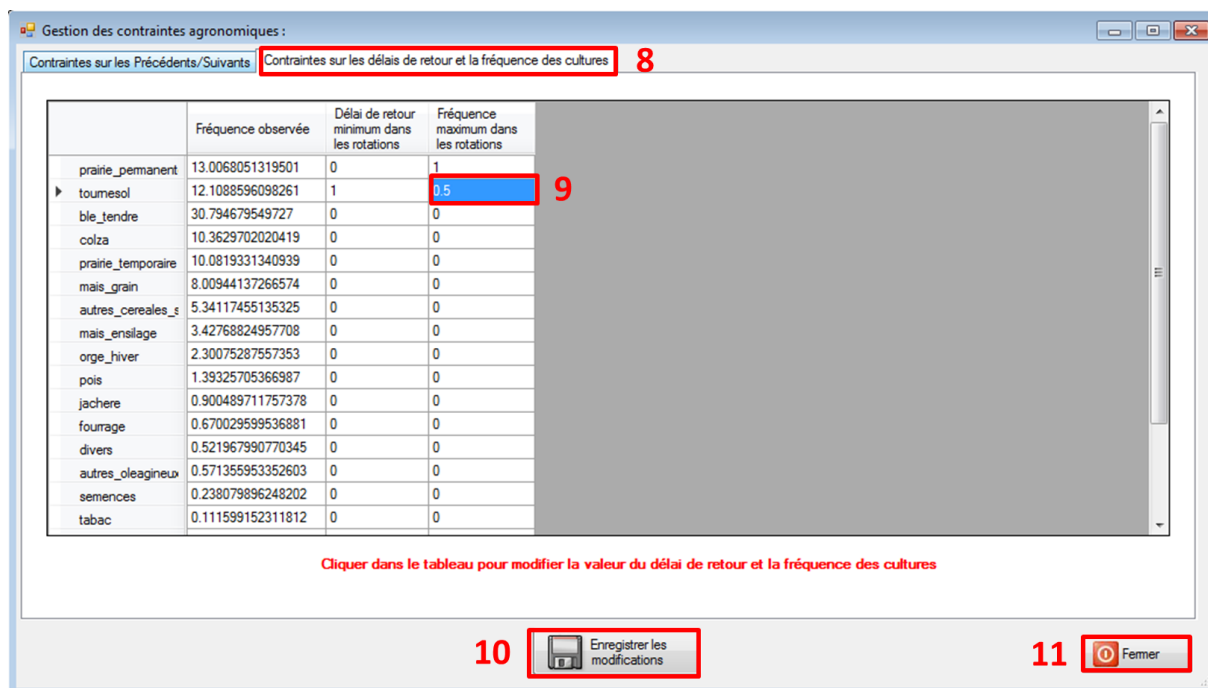 Gestion des contraintes agronomiques :
Contraintes sur les Précédents/Suivants Contraintes sur les délais de retour et la fréquence des cultures 8
Fréquence observée Délai de retour minimum dans les rotations Fréquence maximum dans les rotations
prairie_permanent 13.0068051319501 0 1
tournesol 12.1088596098261 1 0.5 9
ble_tendre 30.794679549727 0 0
colza 10.3629702020419 0 0
prairie_temporaire 10.0819331340939 0 0
mais_grain 8.00944137266574 0 0
autres_cereales_s 5.34117455135325 0 0
mais_ensilage 3.42768824957708 0 0
orge_hiver 2.30075287557353 0 0
pois 1.39325705366987 0 0
jachere 0.900489711757378 0 0
fourrage 0.670029599536881 0 0
divers 0.521967990770345 0 0
autres_oleagineux 0.571355953352603 0 0
semences 0.238079896248202 0 0
tabac 0.111599152311812 0 0
Cliquer dans le tableau pour modifier la valeur du délai de retour et la fréquence des cultures
10 Enregistrer les modifications 11 Fermer